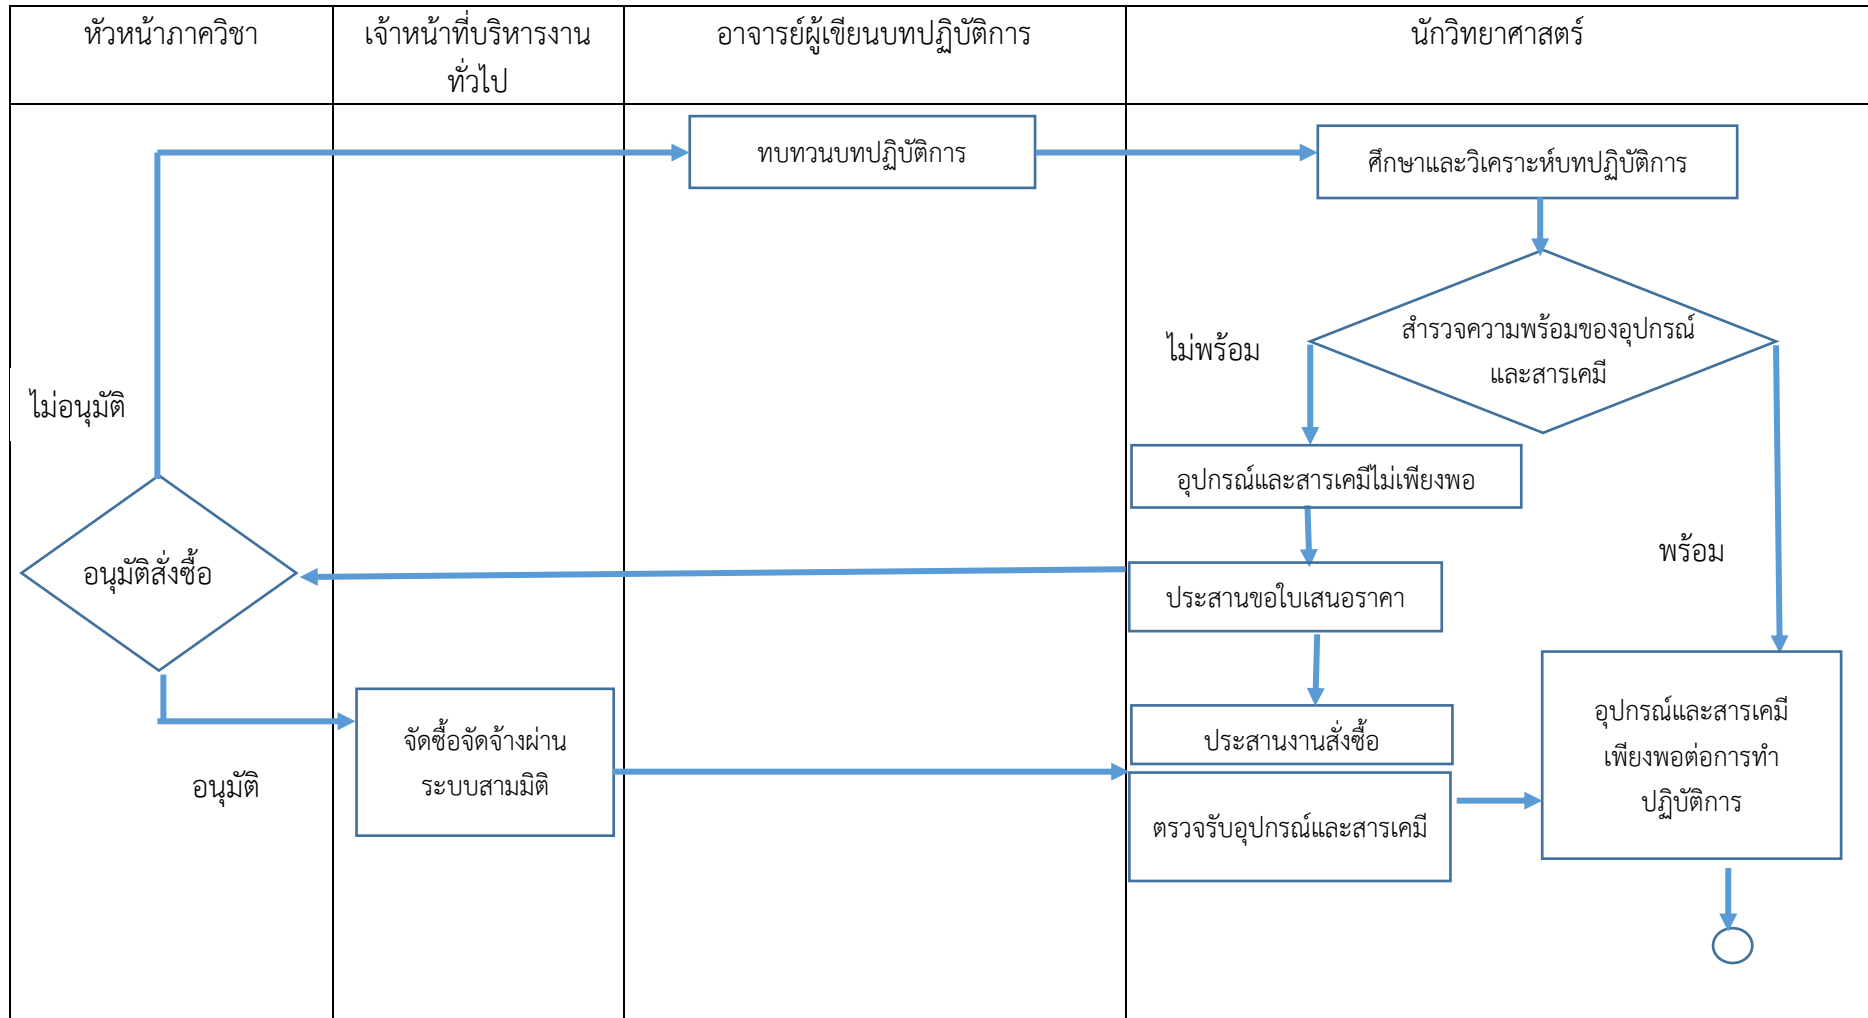 หัวหน้าภาควิชา
เจ้าหน้าที่บริหารงาน
ทั่วไป
อาจารย์ผู้เขียนบทปฏิบัติการ
นักวิทยาศาสตร์
ทบทวนบทปฏิบัติการ
ศึกษาและวิเคราะห์บทปฏิบัติการ
สำรวจความพร้อมของอุปกรณ์
และสารเคมี
ไม่พร้อม
ไม่อนุมัติ
อุปกรณ์และสารเคมีไม่เพียงพอ
พร้อม
อนุมัติสั่งซื้อ
ประสานขอใบเสนอราคา
จัดซื้อจัดจ้างผ่าน
ระบบสามมิติ
ประสานงานสั่งซื้อ
อุปกรณ์และสารเคมี
เพียงพอต่อการทำ
ปฏิบัติการ
อนุมัติ
ตรวจรับอุปกรณ์และสารเคมี